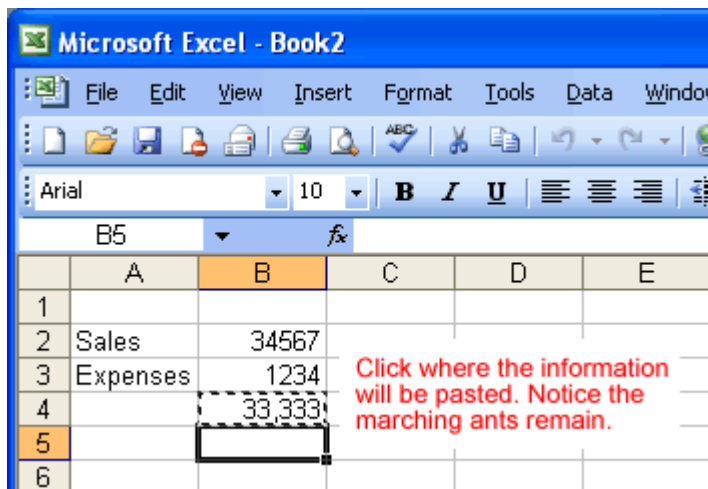 Microsoft Excel - Book2
File Edit View Insert Format Tools Data Windo
ABC
Arial 10 B I U
B5 fx
A B C D E
1
2 Sales 34567
3 Expenses 1234
4 33,333
5
6
Click where the information
will be pasted. Notice the
marching ants remain.